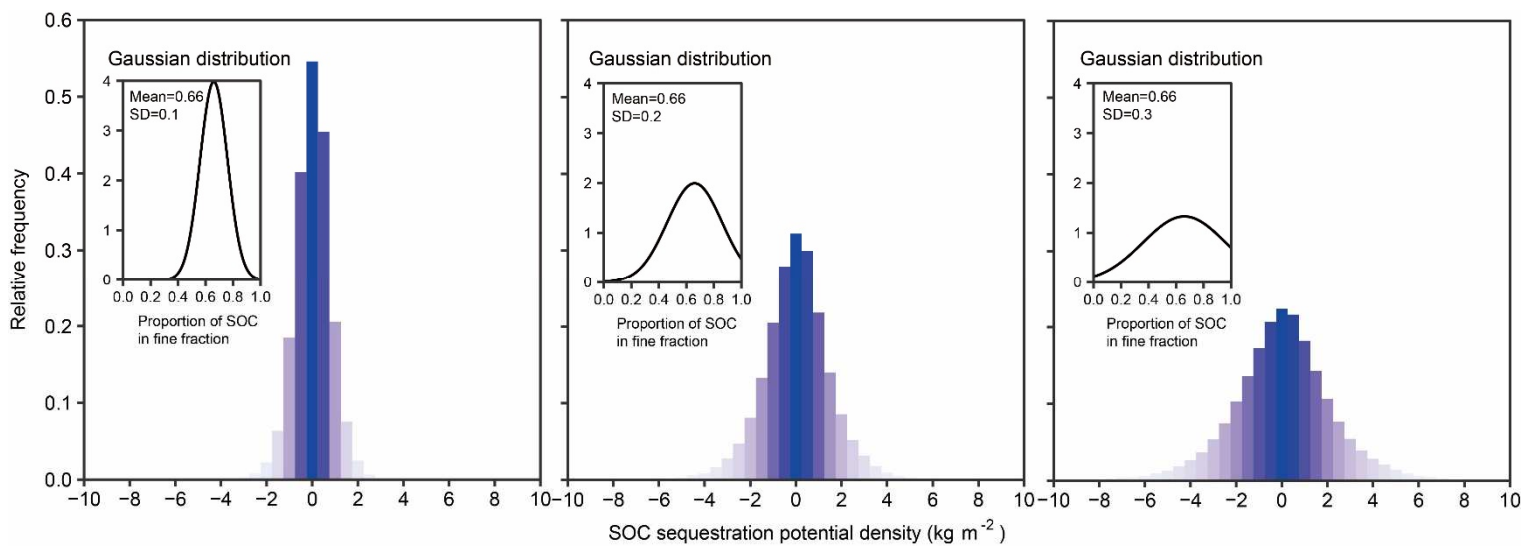 Relative frequency
0.6
0.5
0.4
0.3
0.2
0.1
0.0
Gaussian distribution
Mean=0.66
SD=0.1
4
3
2
1
0
0.0 0.2 0.4 0.6 0.8 1.0
Proportion of SOC
in fine fraction
−10 −8 −6 −4 −2 0 2 4 6 8 10
Gaussian distribution
Mean=0.66
SD=0.2
4
3
2
1
0
0.0 0.2 0.4 0.6 0.8 1.0
Proportion of SOC
in fine fraction
−10 −8 −6 −4 −2 0 2 4 6 8 10
Gaussian distribution
Mean=0.66
SD=0.3
4
3
2
1
0
0.0 0.2 0.4 0.6 0.8 1.0
Proportion of SOC
in fine fraction
−10 −8 −6 −4 −2 0 2 4 6 8 10
SOC sequestration potential density (kg m⁻² )